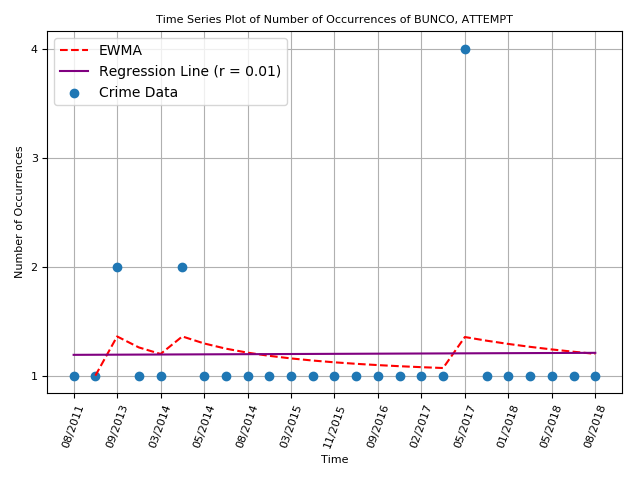 Time Series Plot of Number of Occurrences of BUNCO, ATTEMPT
EWMA
Regression Line (r = 0.01)
Crime Data
Number of Occurrences
4
3
2
1
08/2011
09/2013
03/2014
05/2014
08/2014
03/2015
11/2015
09/2016
02/2017
05/2017
01/2018
05/2018
08/2018
Time